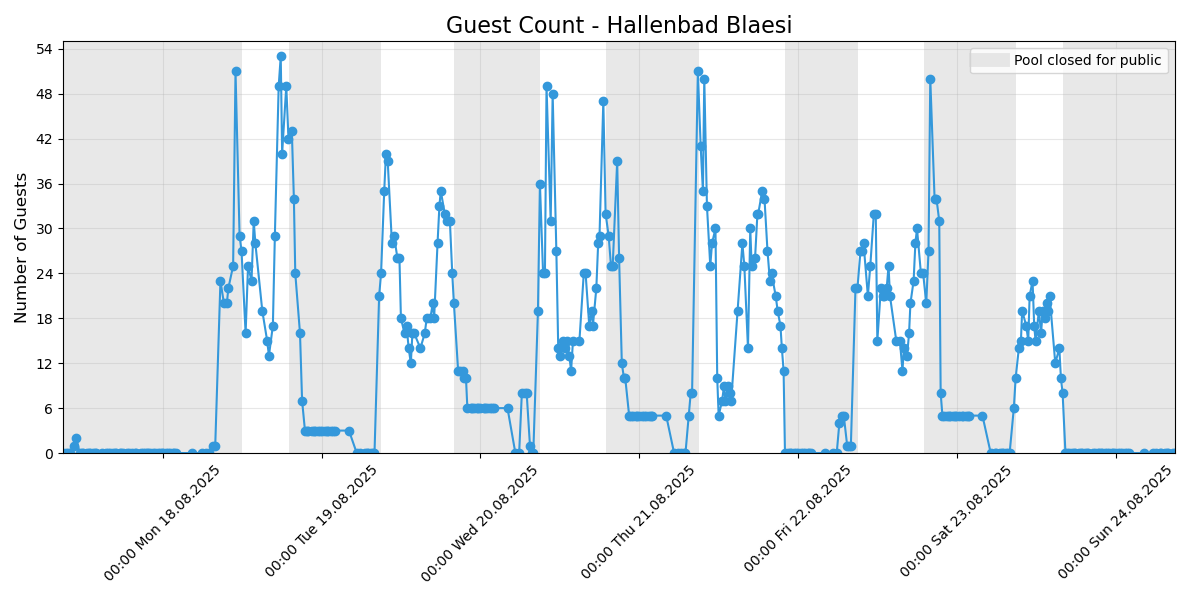 Guest Count - Hallenbad Blaesi
Pool closed for public
Number of Guests
54
48
42
36
30
24
18
12
6
0
00:00 Mon 18.08.2025
00:00 Tue 19.08.2025
00:00 Wed 20.08.2025
00:00 Thu 21.08.2025
00:00 Fri 22.08.2025
00:00 Sat 23.08.2025
00:00 Sun 24.08.2025